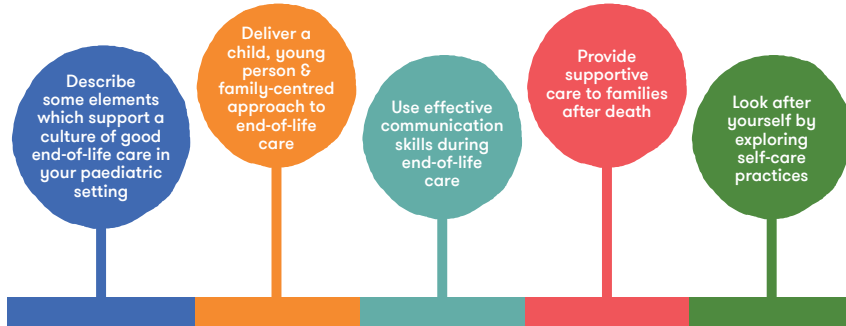 Describe
some elements
which support a
culture of good
end-of-life care in
your paediatric
setting
Deliver a
child, young
person &
family-centred
approach to
end-of-life
care
Use effective
communication
skills during
end-of-life
care
Provide
supportive
care to families
after death
Look after
yourself by
exploring
self-care
practices